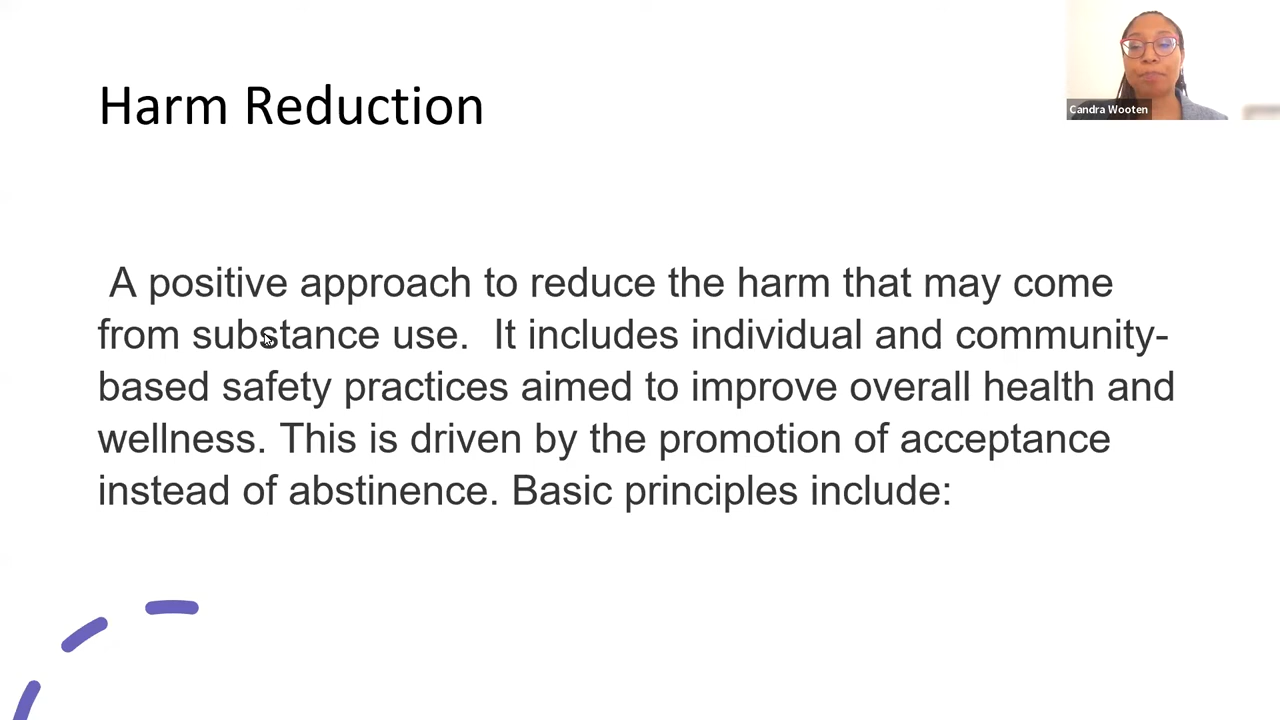 Harm Reduction
Candra Wooten
A positive approach to reduce the harm that may come
from substance use.  It includes individual and community-
based safety practices aimed to improve overall health and
wellness. This is driven by the promotion of acceptance
instead of abstinence. Basic principles include: